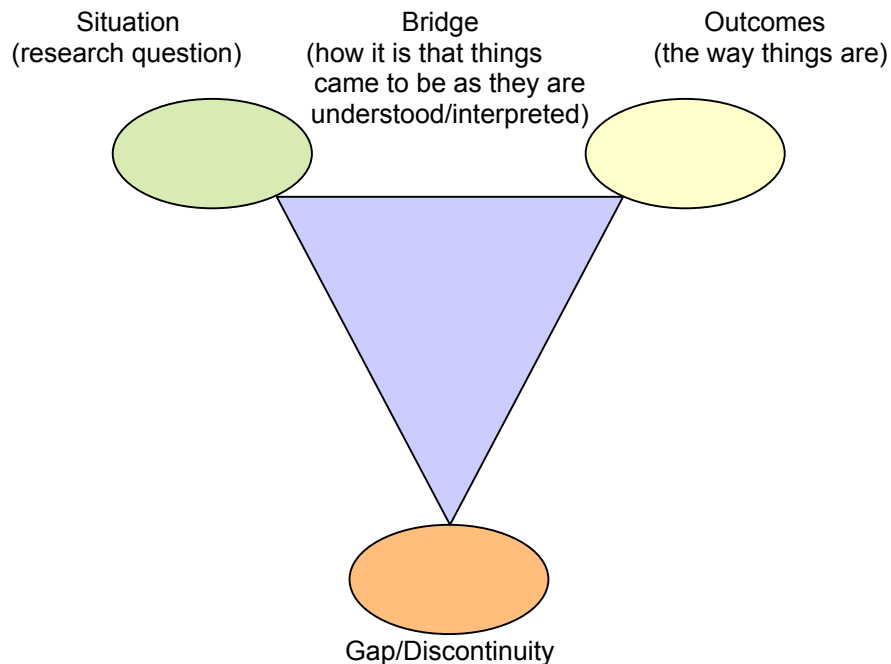 Situation
(research question)
Bridge
(how it is that things
came to be as they are
understood/interpreted)
Outcomes
(the way things are)
Gap/Discontinuity